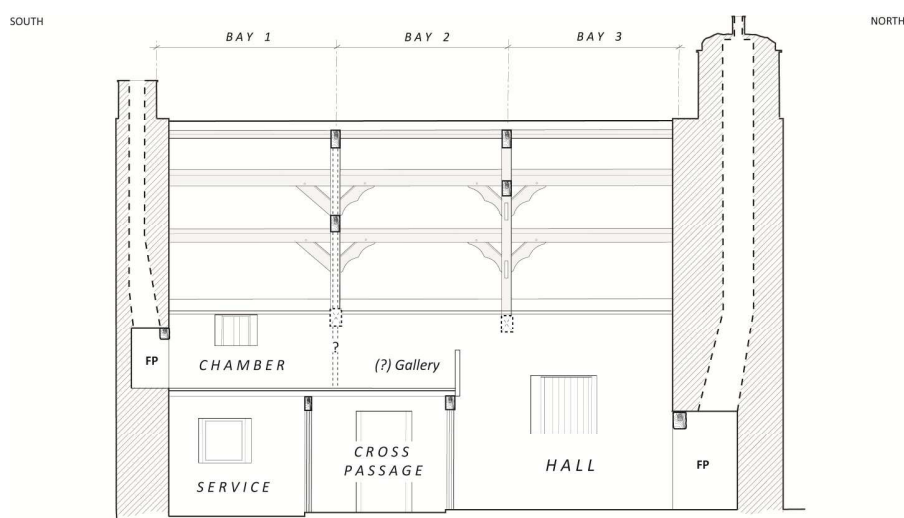 SOUTH
NORTH
BAY 1
BAY 2
BAY 3
?
FP
CHAMBER
(?) Gallery
CROSS
PASSAGE
HALL
FP
SERVICE